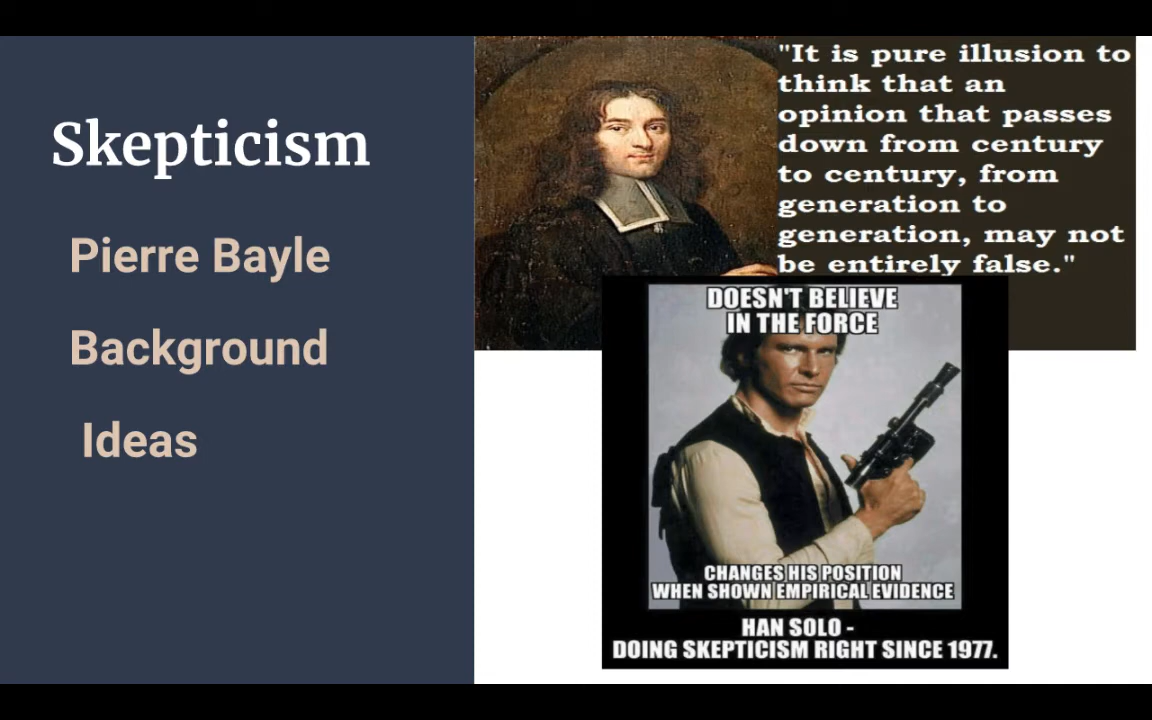 Skepticism
Pierre Bayle
Background
Ideas
"It is pure illusion to
think that an
opinion that passes
down from century
to century, from
generation to
generation, may not
be entirely false."
DOESN'T BELIEVE
IN THE FORCE
CHANGES HIS POSITION
WHEN SHOWN EMPIRICAL EVIDENCE
HAN SOLO -
DOING SKEPTICISM RIGHT SINCE 1977.